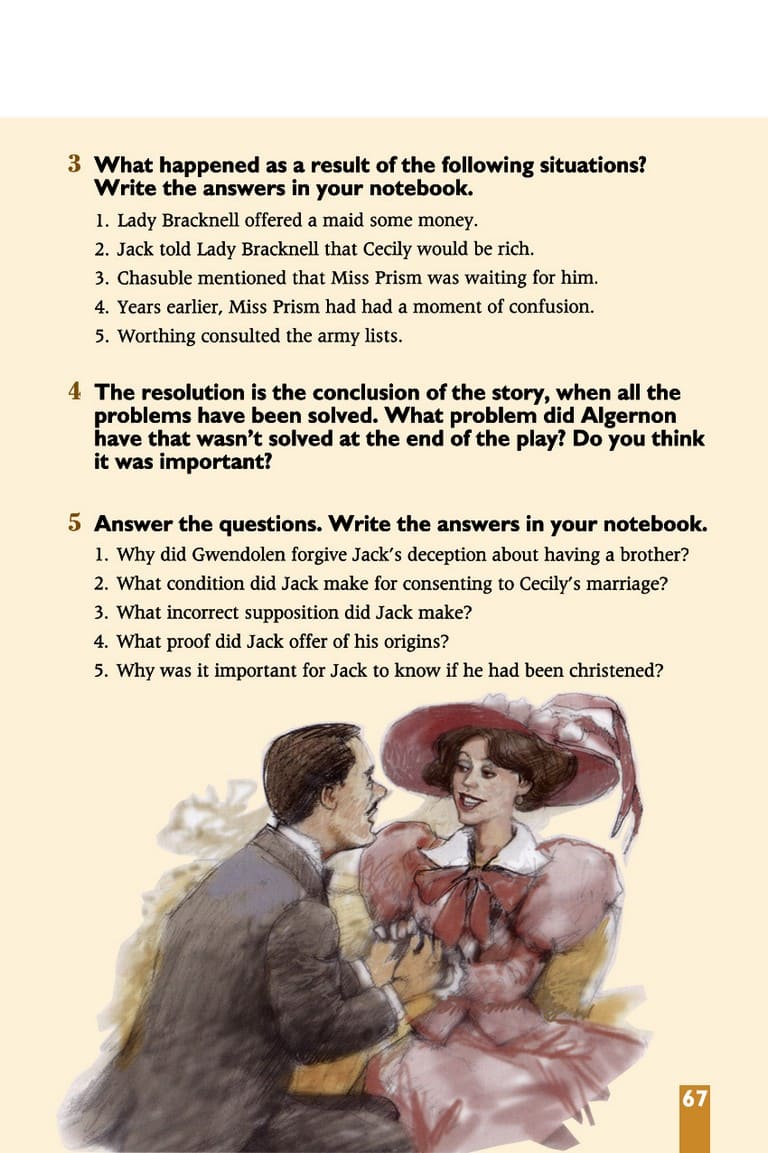 3 What happened as a result of the following situations?
Write the answers in your notebook.
1. Lady Bracknell offered a maid some money.
2. Jack told Lady Bracknell that Cecily would be rich.
3. Chasuble mentioned that Miss Prism was waiting for him.
4. Years earlier, Miss Prism had had a moment of confusion.
5. Worthing consulted the army lists.
4 The resolution is the conclusion of the story, when all the
problems have been solved. What problem did Algernon
have that wasn't solved at the end of the play? Do you think
it was important?
5 Answer the questions. Write the answers in your notebook.
1. Why did Gwendolen forgive Jack's deception about having a brother?
2. What condition did Jack make for consenting to Cecily's marriage?
3. What incorrect supposition did Jack make?
4. What proof did Jack offer of his origins?
5. Why was it important for Jack to know if he had been christened?
67